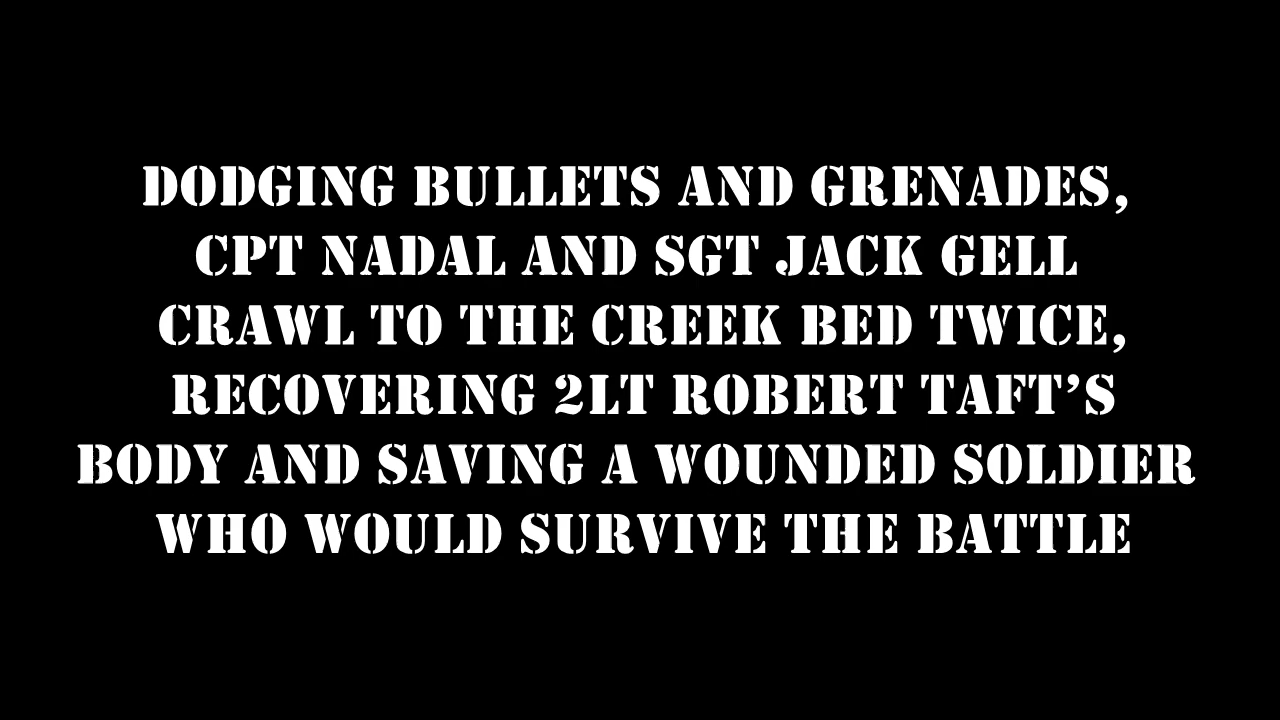 DODGING BULLETS AND GRENADES,
CPT NADAL AND SGT JACK GELL
CRAWL TO THE CREEK BED TWICE,
RECOVERING 2LT ROBERT TAFT’S
BODY AND SAVING A WOUNDED SOLDIER
WHO WOULD SURVIVE THE BATTLE